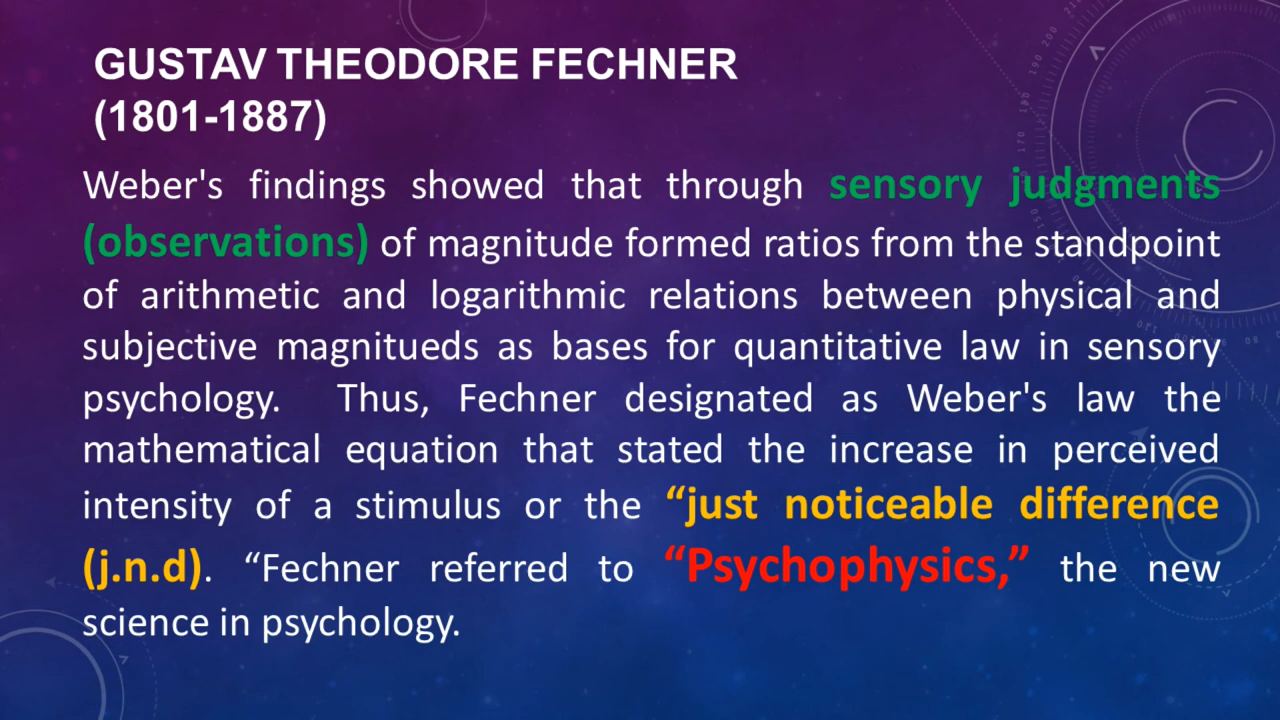 GUSTAV THEODORE FECHNER
(1801-1887)
Weber's findings showed that through sensory judgments
(observations) of magnitude formed ratios from the standpoint
of arithmetic and logarithmic relations between physical and
subjective magnitueds as bases for quantitative law in sensory
psychology. Thus, Fechner designated as Weber's law the
mathematical equation that stated the increase in perceived
intensity of a stimulus or the “just noticeable difference
(j.n.d). “Fechner referred to “Psychophysics,” the new
science in psychology.